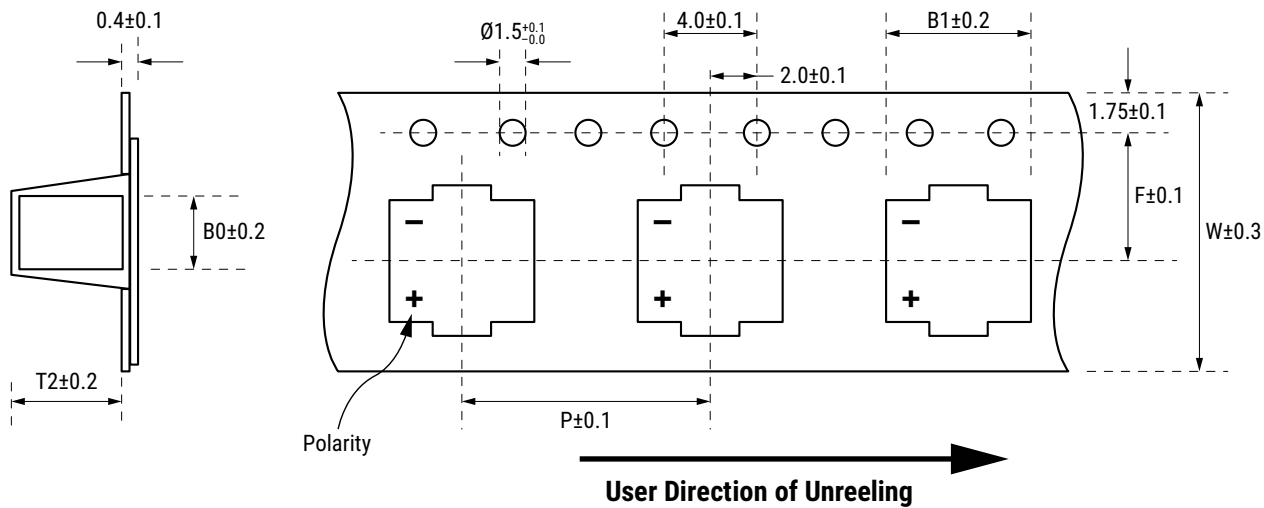 0.4±0.1
Ø1.5+0.1
−0.0
4.0±0.1
B1±0.2
2.0±0.1
1.75±0.1
F±0.1
B0±0.2
W±0.3
−
−
−
+
+
+
T2±0.2
P±0.1
Polarity
User Direction of Unreeling